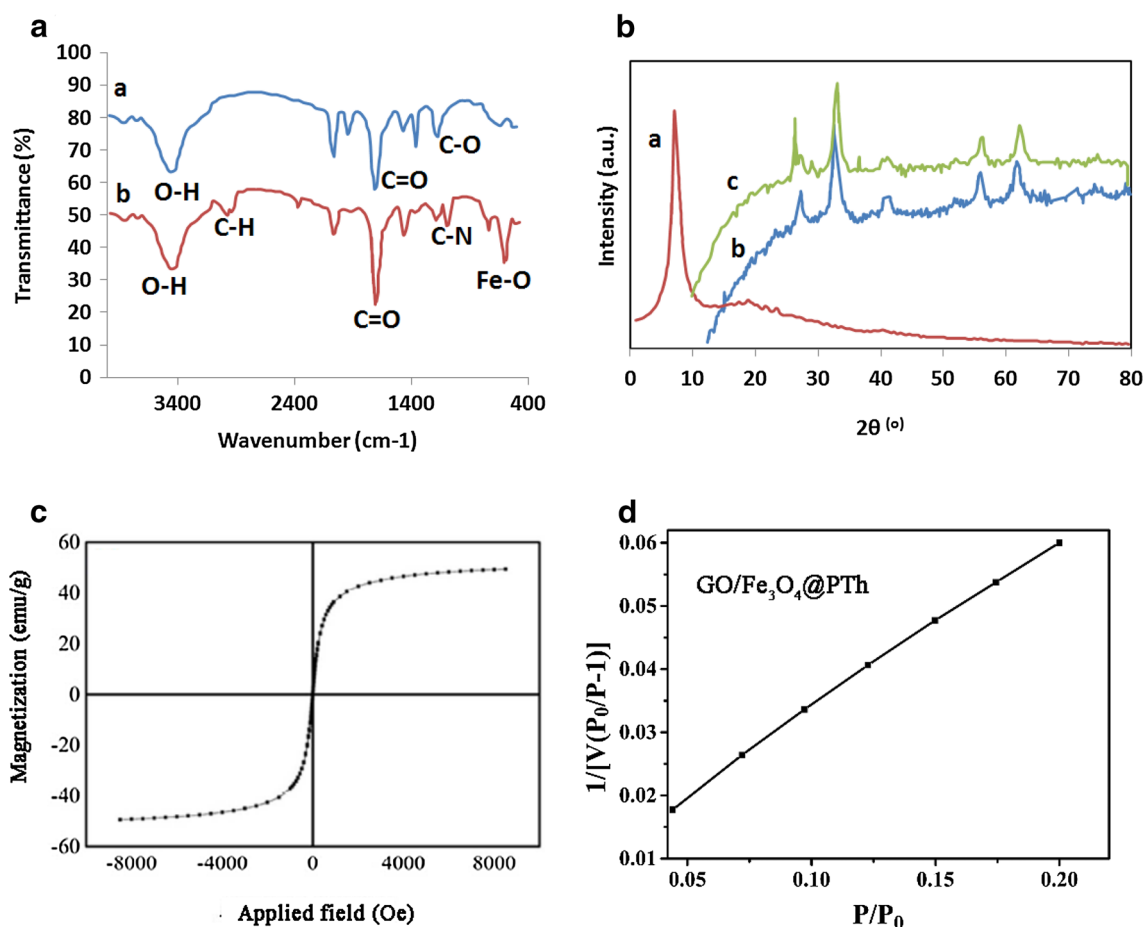 a
100
90
80
70
60
50
40
30
20
10
0
Transmittance (%)
a
O-H
C=O
C-O
b
O-H
C-H
C=O
C-N
Fe-O
3400
2400
1400
400
Wavenumber (cm-1)
b
Intensity (a.u.)
a
c
b
0
10
20
30
40
50
60
70
80
2θ (o)
c
60
40
20
0
-20
-40
-60
Magnetization (emu/g)
-8000
-4000
0
4000
8000
Applied field (Oe)
d
0.06
0.05
0.04
0.03
0.02
0.01
1/[V(P₀/P-1)]
GO/Fe₃O₄@PTh
0.05
0.10
0.15
0.20
P/P₀